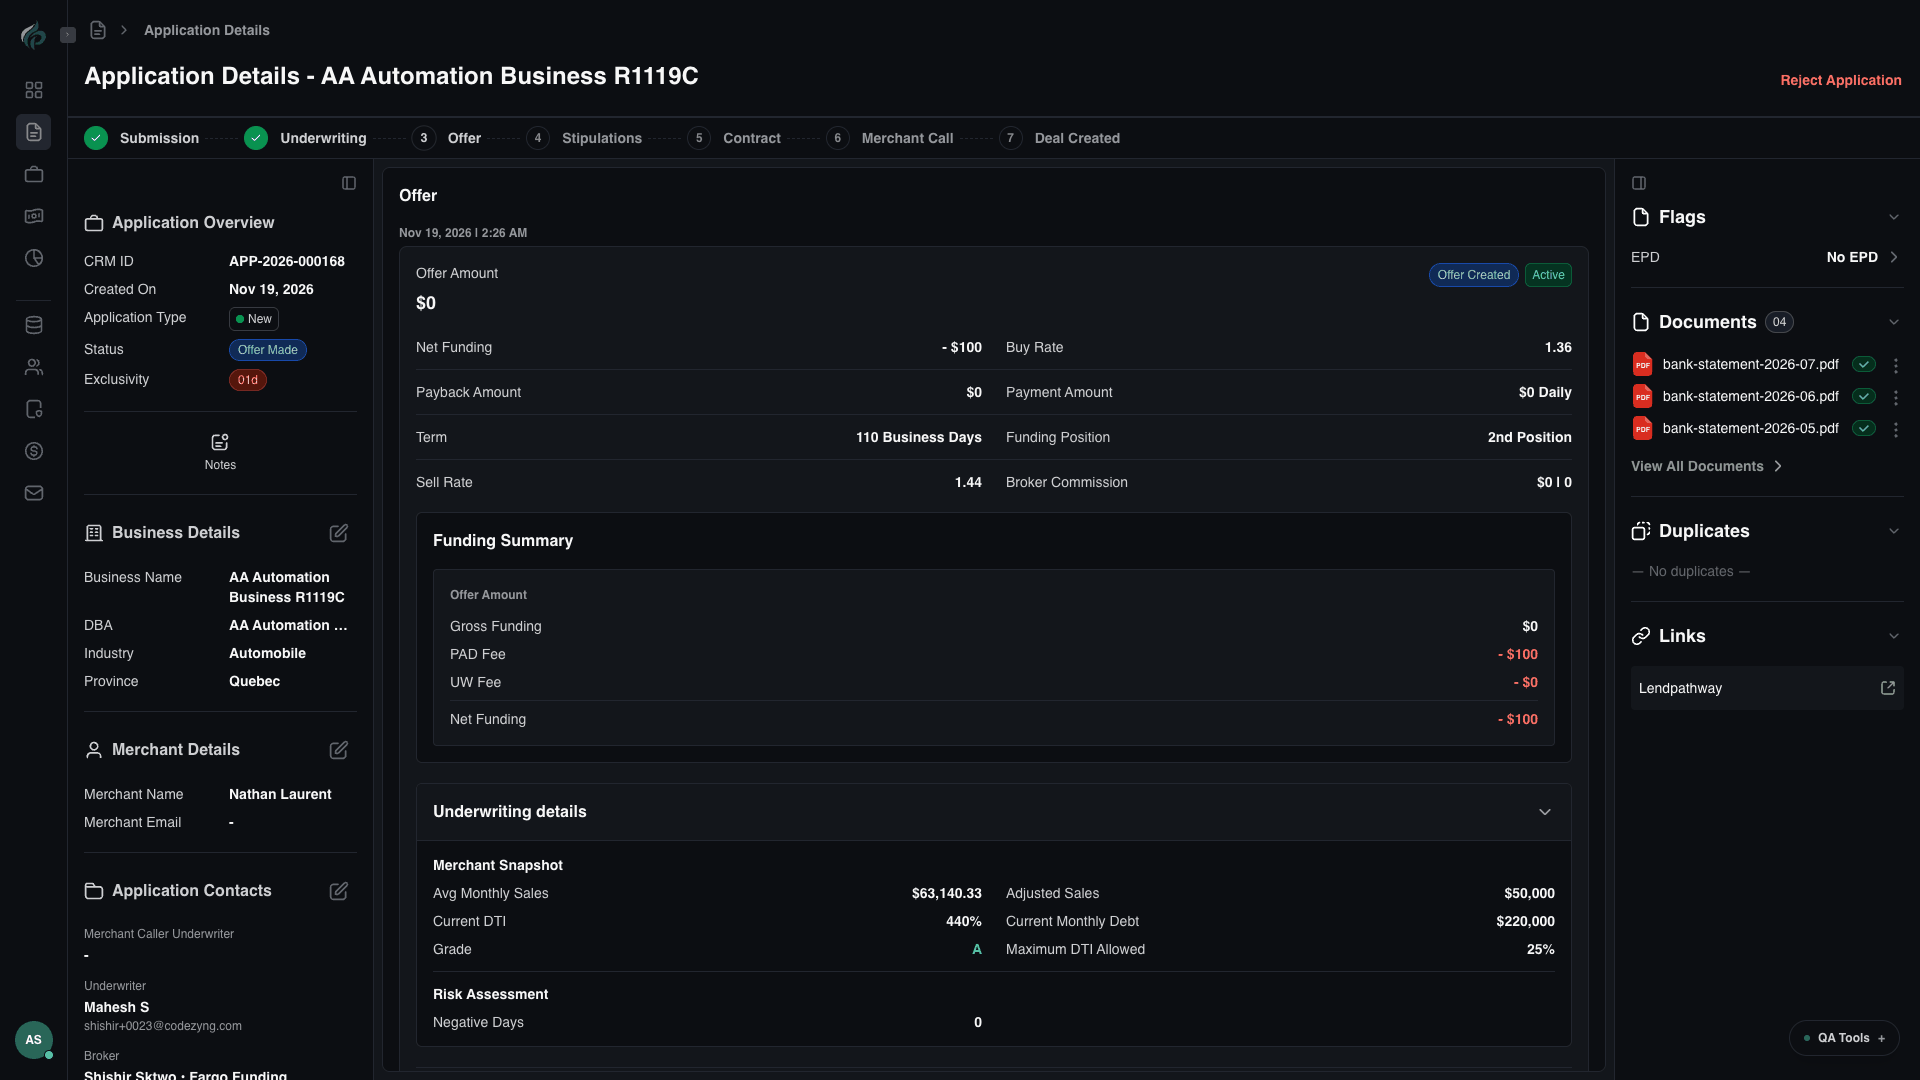 Application Details
Application Details - AA Automation Business R1119C
Reject Application
Submission
Underwriting
3 Offer
4 Stipulations
5 Contract
6 Merchant Call
7 Deal Created
Application Overview
CRM ID APP-2026-000168
Created On Nov 19, 2026
Application Type New
Status Offer Made
Exclusivity 01d
Notes
Business Details
Business Name AA Automation
Business R1119C
DBA AA Automation ...
Industry Automobile
Province Quebec
Merchant Details
Merchant Name Nathan Laurent
Merchant Email -
Application Contacts
Merchant Caller Underwriter
-
Underwriter
Mahesh S
shishir+0023@codezyng.com
Broker
Shishir Sktwo • Fargo Funding
AS
Offer
Nov 19, 2026 | 2:26 AM
Offer Amount
Offer Created Active
$0
Net Funding - $100 Buy Rate 1.36
Payback Amount $0 Payment Amount $0 Daily
Term 110 Business Days Funding Position 2nd Position
Sell Rate 1.44 Broker Commission $0 | 0
Funding Summary
Offer Amount
Gross Funding $0
PAD Fee - $100
UW Fee - $0
Net Funding - $100
Underwriting details
Merchant Snapshot
Avg Monthly Sales $63,140.33 Adjusted Sales $50,000
Current DTI 440% Current Monthly Debt $220,000
Grade A Maximum DTI Allowed 25%
Risk Assessment
Negative Days 0
Flags
EPD No EPD
Documents 04
PDF bank-statement-2026-07.pdf
PDF bank-statement-2026-06.pdf
PDF bank-statement-2026-05.pdf
View All Documents
Duplicates
— No duplicates —
Links
Lendpathway
QA Tools +